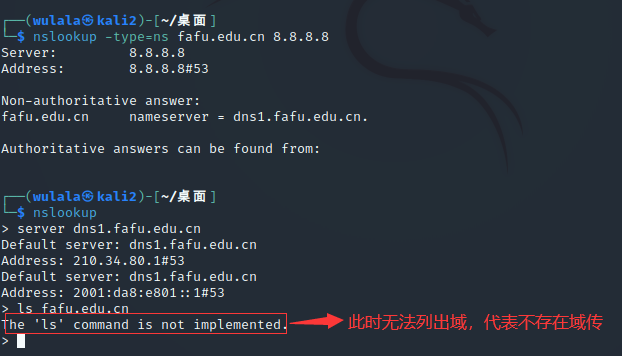 ┌──(wulala㉿kali2)-[~/桌面]
└─$ nslookup -type=ns fafu.edu.cn 8.8.8.8
Server:         8.8.8.8
Address:        8.8.8.8#53
Non-authoritative answer:
fafu.edu.cn     nameserver = dns1.fafu.edu.cn.
Authoritative answers can be found from:
┌──(wulala㉿kali2)-[~/桌面]
└─$ nslookup
> server dns1.fafu.edu.cn
Default server: dns1.fafu.edu.cn
Address: 210.34.80.1#53
Default server: dns1.fafu.edu.cn
Address: 2001:da8:e801::1#53
> ls fafu.edu.cn
The 'ls' command is not implemented. 此时无法列出域，代表不存在域传
>